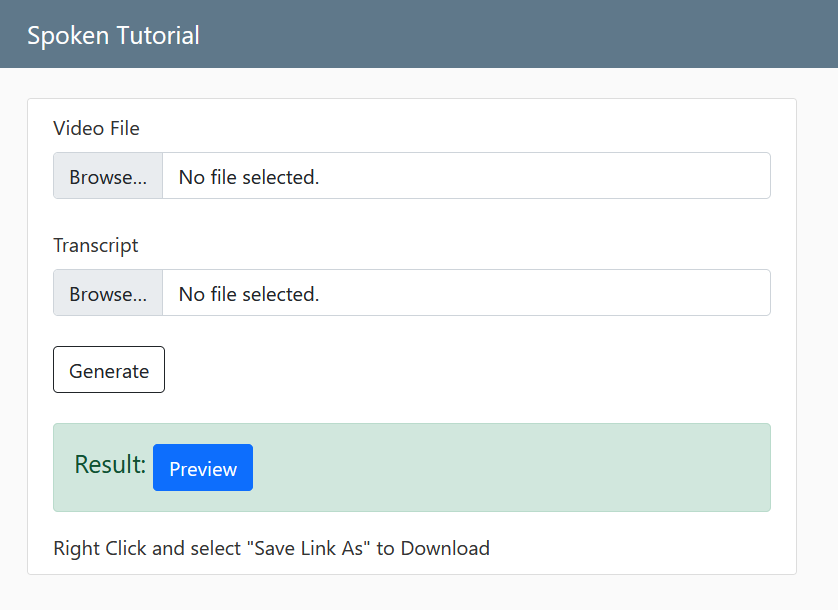 Spoken Tutorial
Video File
Browse... No file selected.
Transcript
Browse... No file selected.
Generate
Result: Preview
Right Click and select "Save Link As" to Download